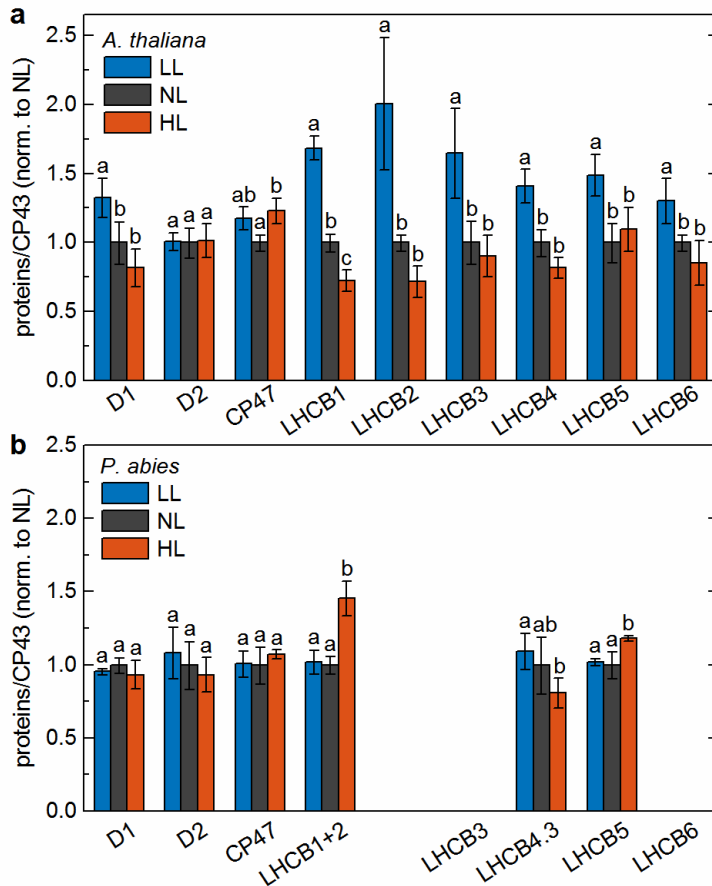 a
A. thaliana
LL
NL
HL
proteins/CP43 (norm. to NL)
2.5
2.0
1.5
1.0
0.5
0.0
a b b
a a a
ab a b
a b c
a b b
a b b
a b b
a b b
a b b
D1 D2 CP47 LHCB1 LHCB2 LHCB3 LHCB4 LHCB5 LHCB6
b
P. abies
LL
NL
HL
proteins/CP43 (norm. to NL)
2.5
2.0
1.5
1.0
0.5
0.0
a a a
a a a
a a a
a a b
a ab b
a a b
D1 D2 CP47 LHCB1+2 LHCB3 LHCB4.3 LHCB5 LHCB6